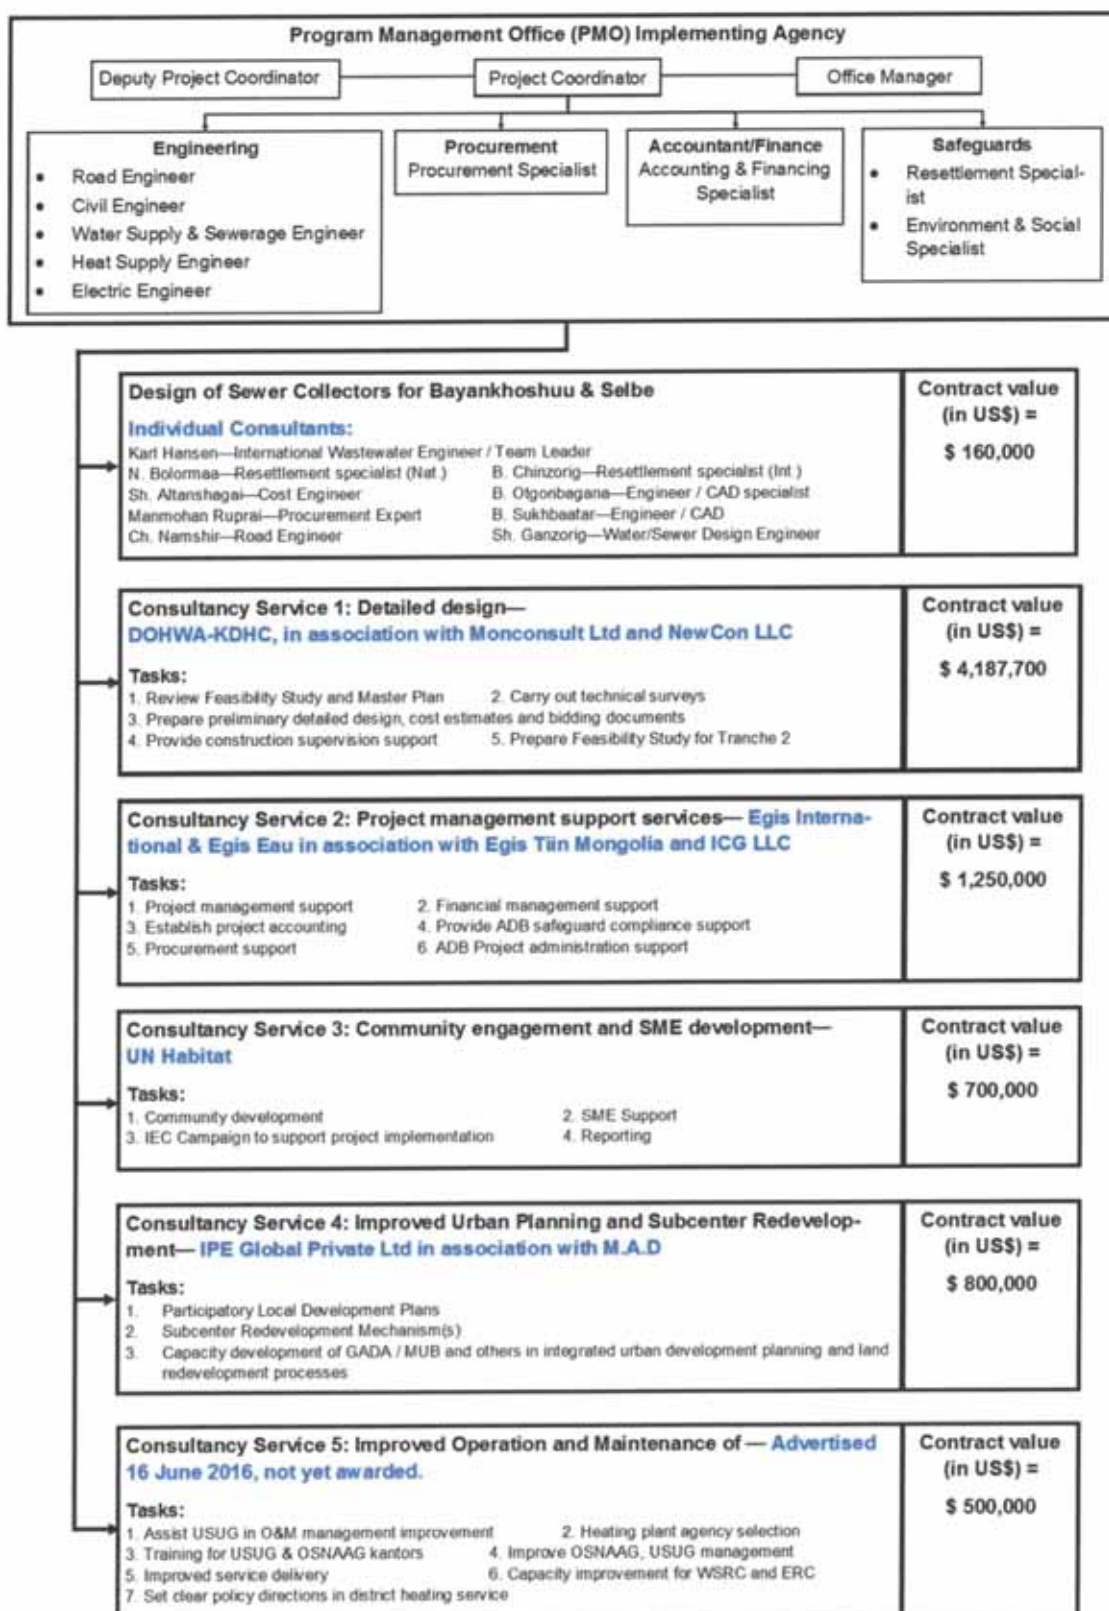 Program Management Office (PMO) Implementing Agency
Deputy Project Coordinator
Project Coordinator
Office Manager
Engineering
• Road Engineer
• Civil Engineer
• Water Supply & Sewerage Engineer
• Heat Supply Engineer
• Electric Engineer
Procurement
Procurement Specialist
Accountant/Finance
Accounting & Financing
Specialist
Safeguards
• Resettlement Special-
ist
• Environment & Social
Specialist
Design of Sewer Collectors for Bayankhoshuu & Selbe
Individual Consultants:
Karl Hansen—International Wastewater Engineer / Team Leader
N. Bolormaa—Resettlement specialist (Nat.) B. Chinzorig—Resettlement specialist (Int.)
Sh. Altanshagai—Cost Engineer B. Otgonbagana—Engineer / CAD specialist
Manmohan Ruprai—Procurement Expert B. Sukhbaatar—Engineer / CAD
Ch. Namshir—Road Engineer Sh. Ganzorig—Water/Sewer Design Engineer
Contract value
(in US$) =
$ 160,000
Consultancy Service 1: Detailed design—
DOHWA-KDHC, in association with Monconsult Ltd and NewCon LLC
Tasks:
1. Review Feasibility Study and Master Plan 2. Carry out technical surveys
3. Prepare preliminary detailed design, cost estimates and bidding documents
4. Provide construction supervision support 5. Prepare Feasibility Study for Tranche 2
Contract value
(in US$) =
$ 4,187,700
Consultancy Service 2: Project management support services— Egis Interna-
tional & Egis Eau in association with Egis Tiin Mongolia and ICG LLC
Tasks:
1. Project management support 2. Financial management support
3. Establish project accounting 4. Provide ADB safeguard compliance support
5. Procurement support 6. ADB Project administration support
Contract value
(in US$) =
$ 1,250,000
Consultancy Service 3: Community engagement and SME development—
UN Habitat
Tasks:
1. Community development 2. SME Support
3. IEC Campaign to support project implementation 4. Reporting
Contract value
(in US$) =
$ 700,000
Consultancy Service 4: Improved Urban Planning and Subcenter Redevelop-
ment— IPE Global Private Ltd in association with M.A.D
Tasks:
1. Participatory Local Development Plans
2. Subcenter Redevelopment Mechanism(s)
3. Capacity development of GADA / MUB and others in integrated urban development planning and land
redevelopment processes
Contract value
(in US$) =
$ 800,000
Consultancy Service 5: Improved Operation and Maintenance of — Advertised
16 June 2016, not yet awarded.
Tasks:
1. Assist USUG in O&M management improvement 2. Heating plant agency selection
3. Training for USUG & OSNAAG kantors 4. Improve OSNAAG, USUG management
5. Improved service delivery 6. Capacity improvement for WSRC and ERC
7. Set clear policy directions in district heating service
Contract value
(in US$) =
$ 500,000